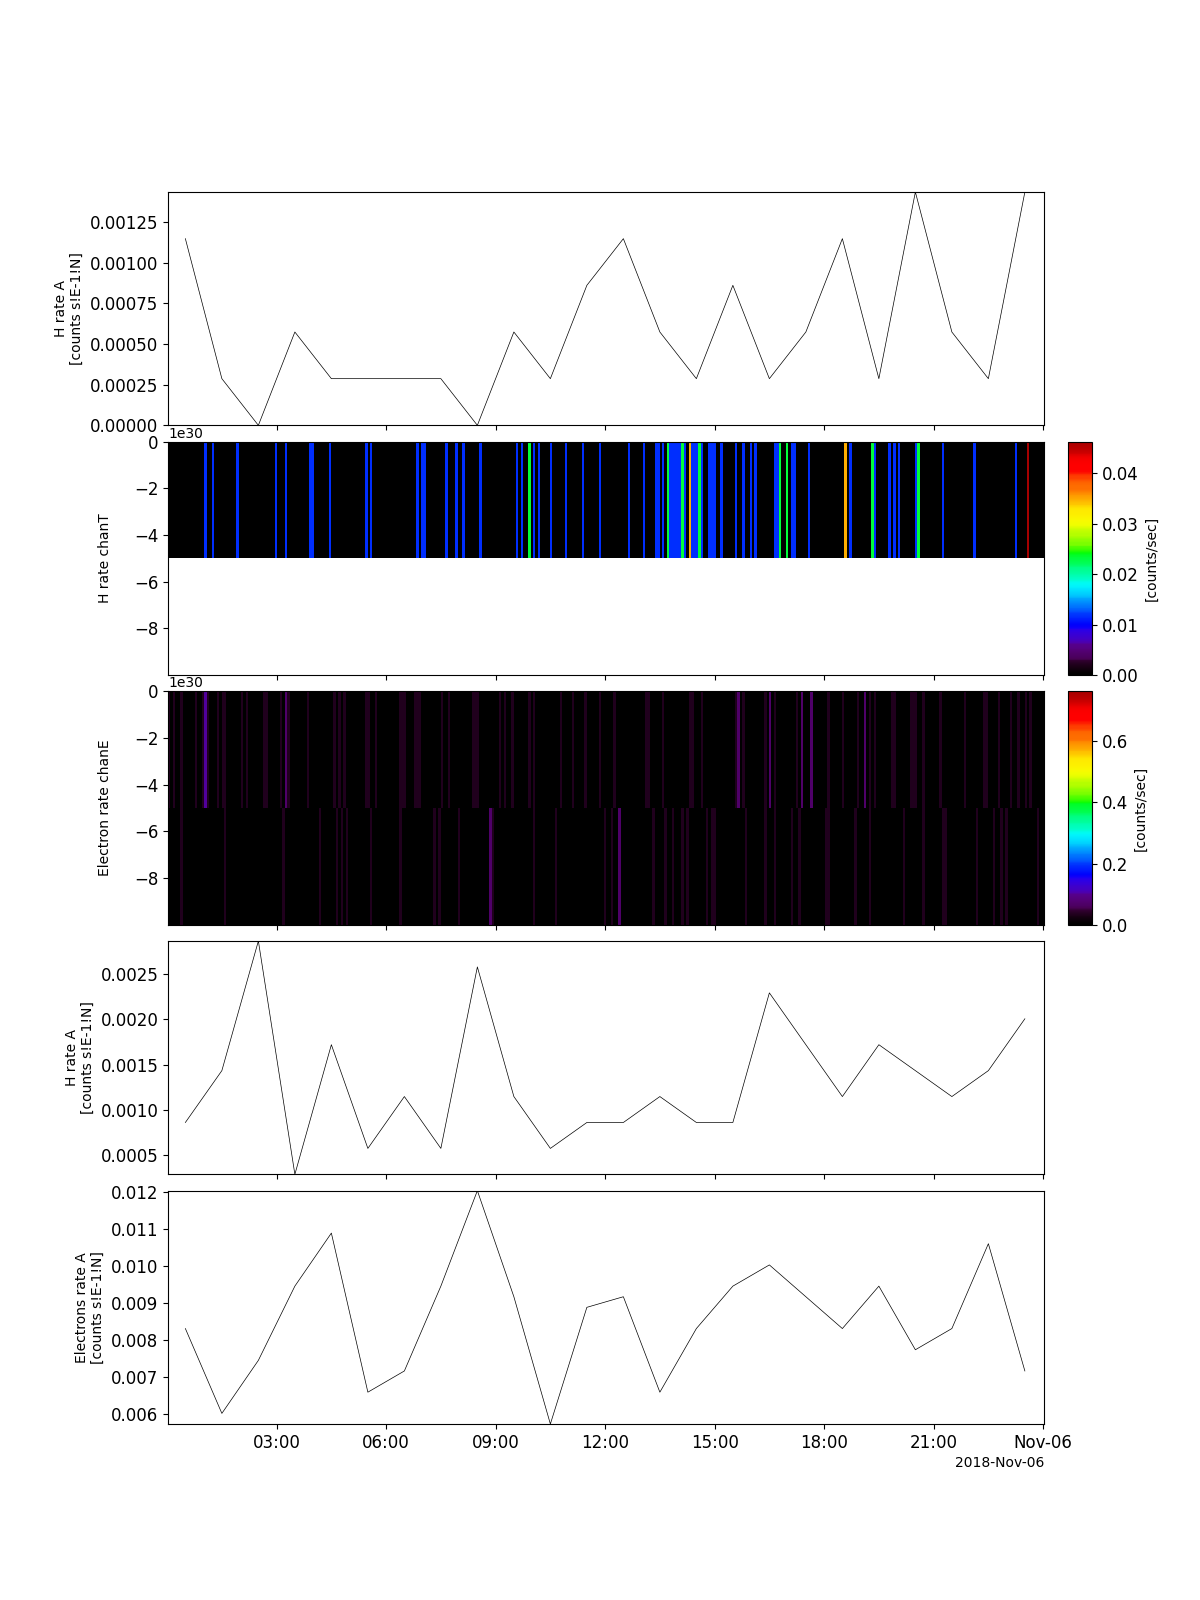 0.00125
0.00100
0.00075
0.00050
0.00025
0.00000
H rate A
[counts s!E-1!N]
1e30
0
−2
−4
−6
−8
H rate chanT
0.04
0.03
0.02
0.01
0.00
[counts/sec]
1e30
0
−2
−4
−6
−8
Electron rate chanE
0.6
0.4
0.2
0.0
[counts/sec]
0.0025
0.0020
0.0015
0.0010
0.0005
H rate A
[counts s!E-1!N]
0.012
0.011
0.010
0.009
0.008
0.007
0.006
Electrons rate A
[counts s!E-1!N]
03:00 06:00 09:00 12:00 15:00 18:00 21:00 Nov-06
2018-Nov-06